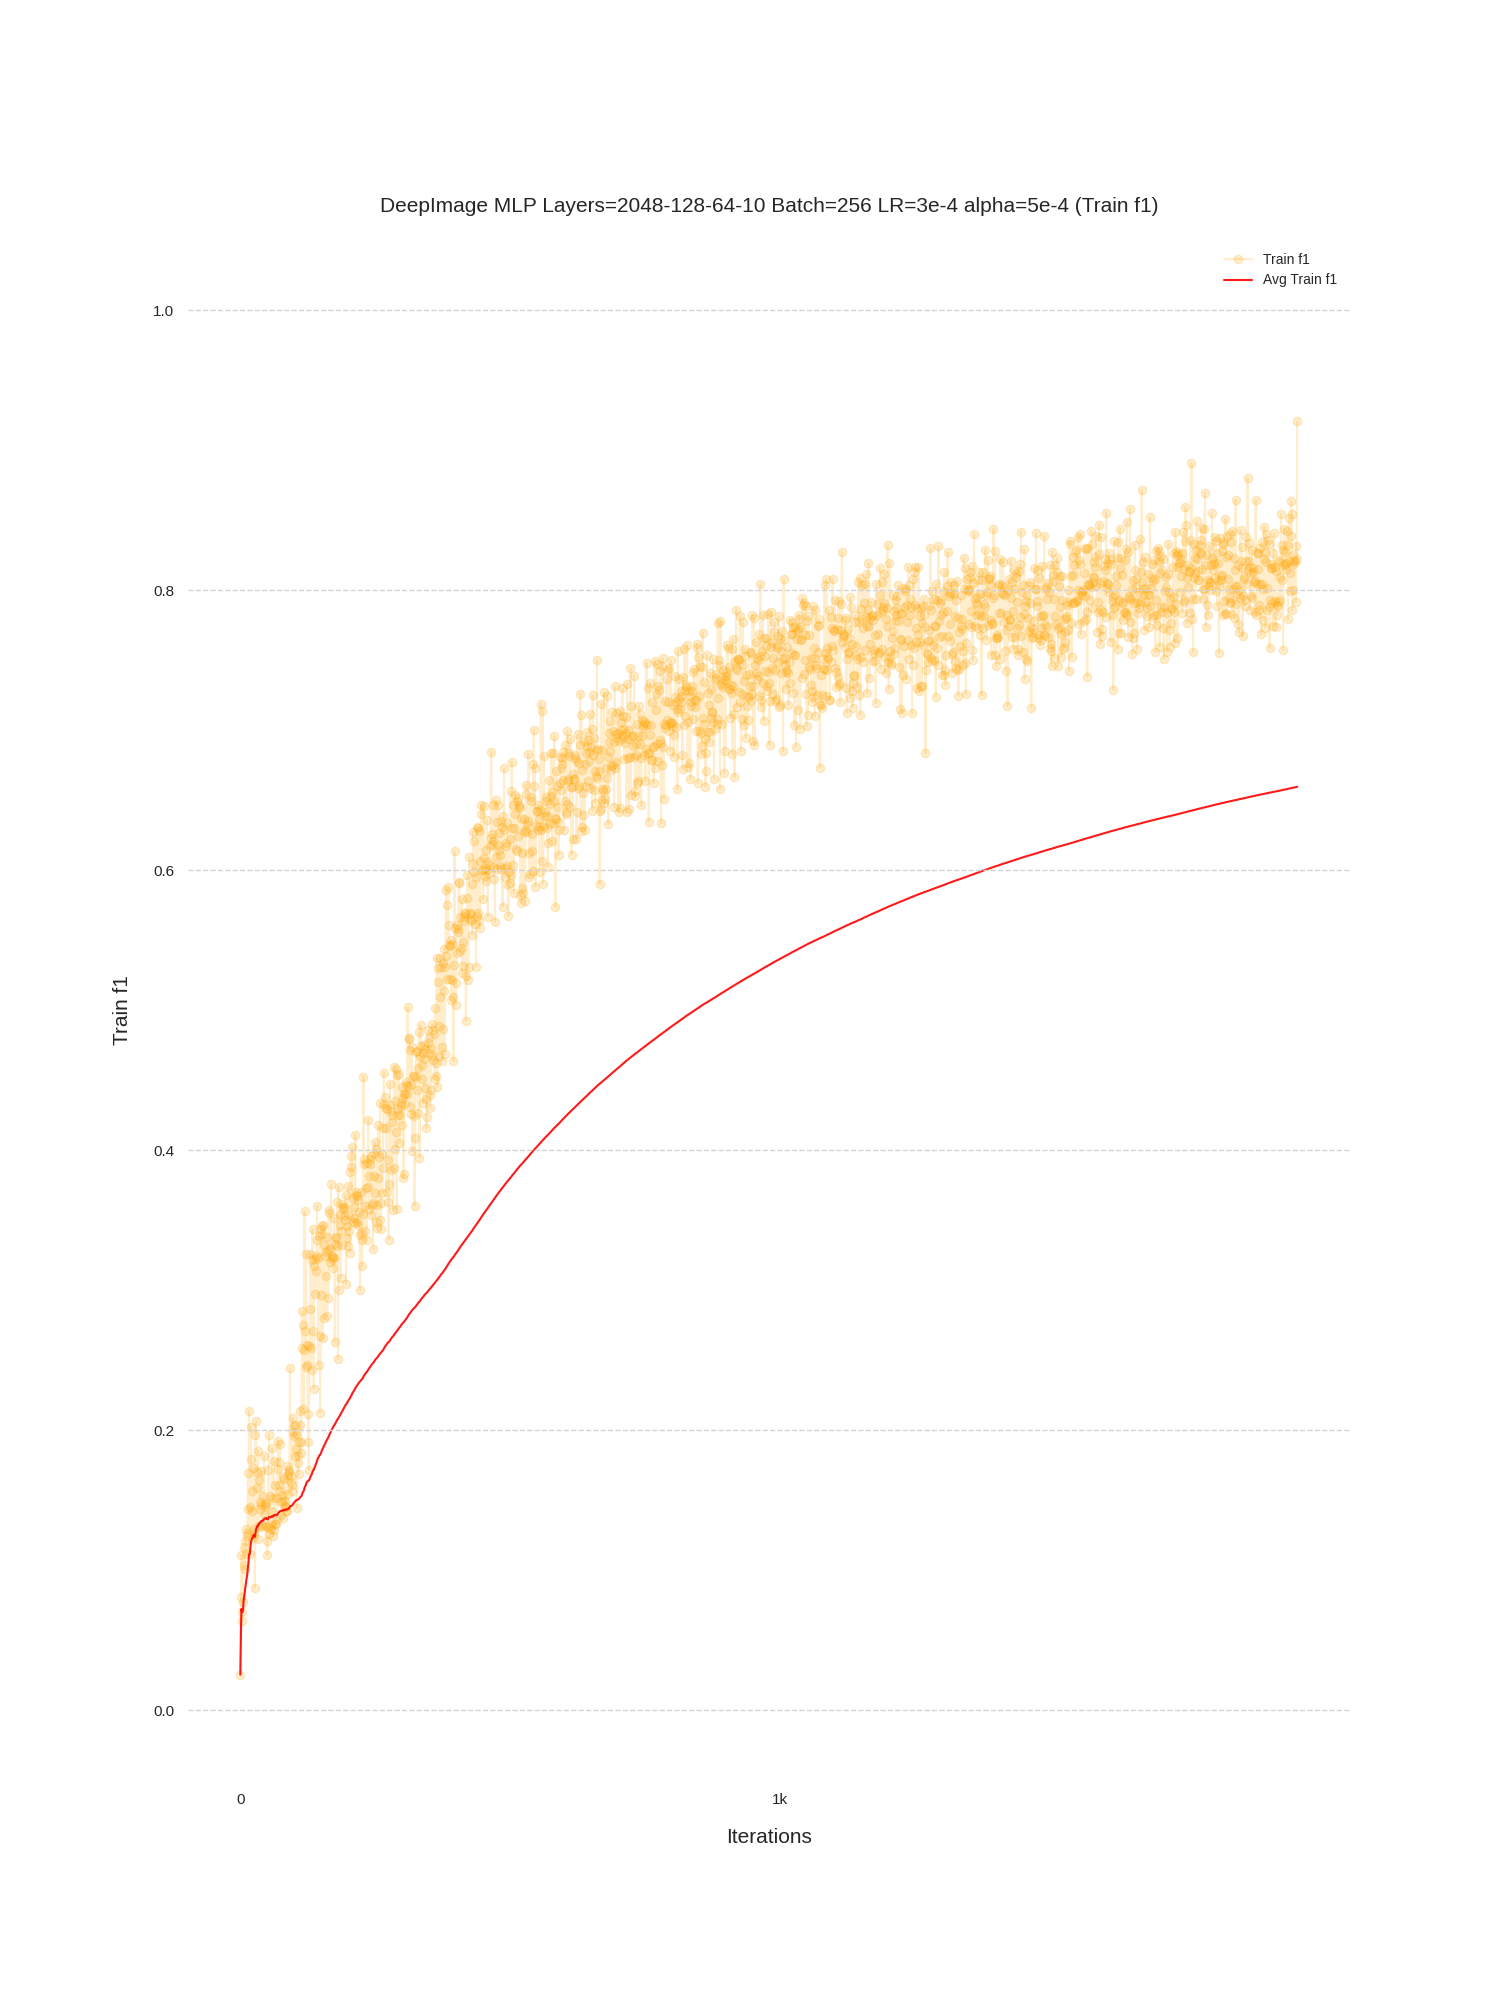 DeepImage MLP Layers=2048-128-64-10 Batch=256 LR=3e-4 alpha=5e-4 (Train f1)
Train f1
Avg Train f1
1.0
0.8
0.6
0.4
0.2
0.0
Train f1
0
1k
Iterations